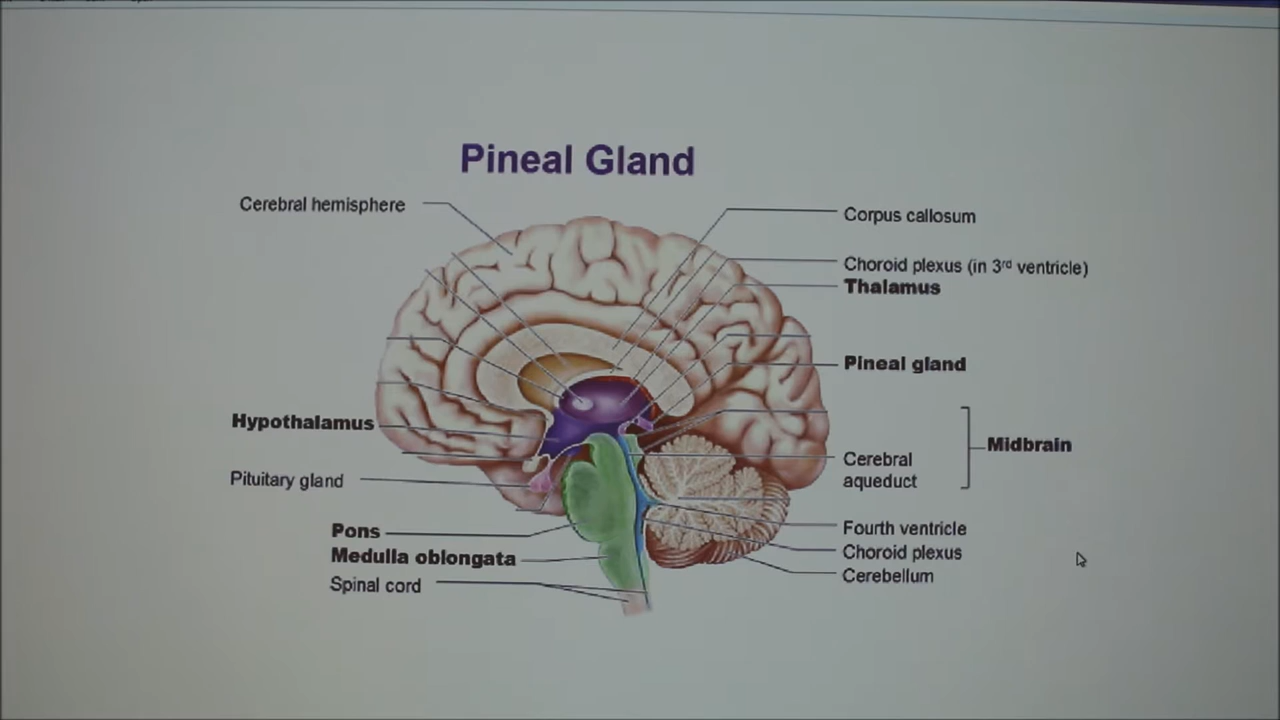 Pineal Gland
Cerebral hemisphere
Corpus callosum
Choroid plexus (in 3rd ventricle)
Thalamus
Pineal gland
Hypothalamus
Midbrain
Cerebral
aqueduct
Pituitary gland
Pons
Fourth ventricle
Medulla oblongata
Choroid plexus
Spinal cord
Cerebellum